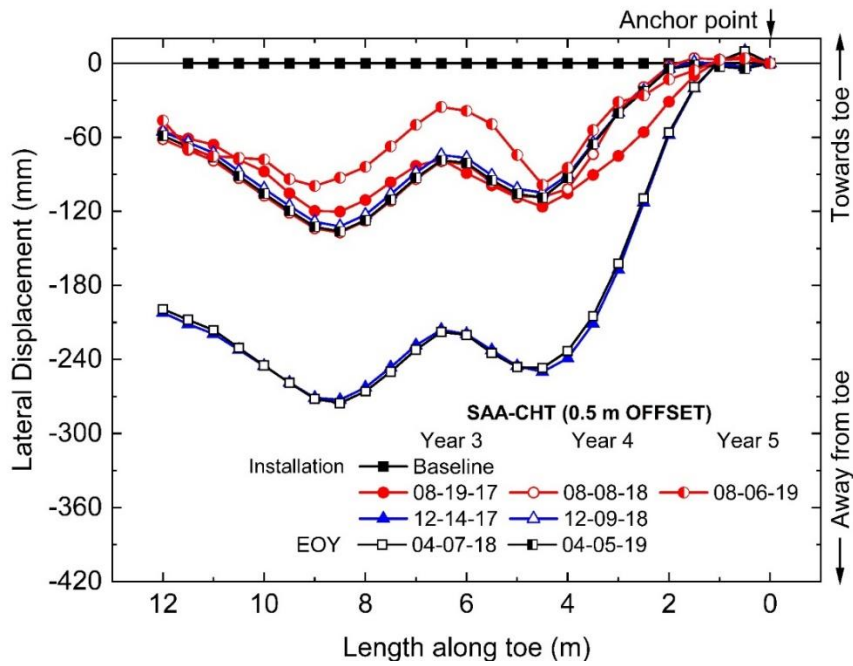 Anchor point
0
-60
-120
-180
-240
-300
-360
-420
Lateral Displacement (mm)
Towards toe
Away from toe
SAA-CHT (0.5 m OFFSET)
Year 3 Year 4 Year 5
Installation Baseline
08-19-17 08-08-18 08-06-19
12-14-17 12-09-18
EOY 04-07-18 04-05-19
12 10 8 6 4 2 0
Length along toe (m)